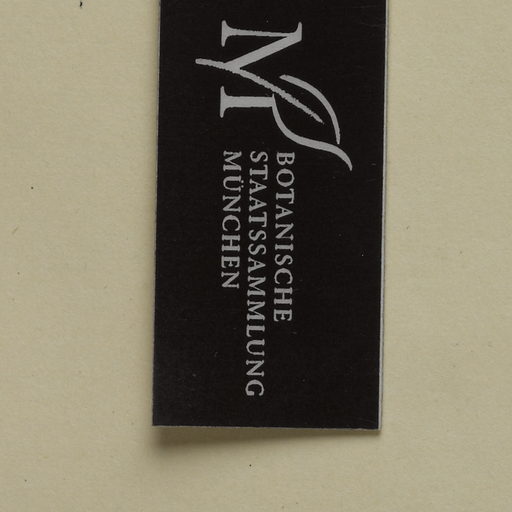 M
BOTANISCHE
STAATSSAMMLUNG
MÜNCHEN